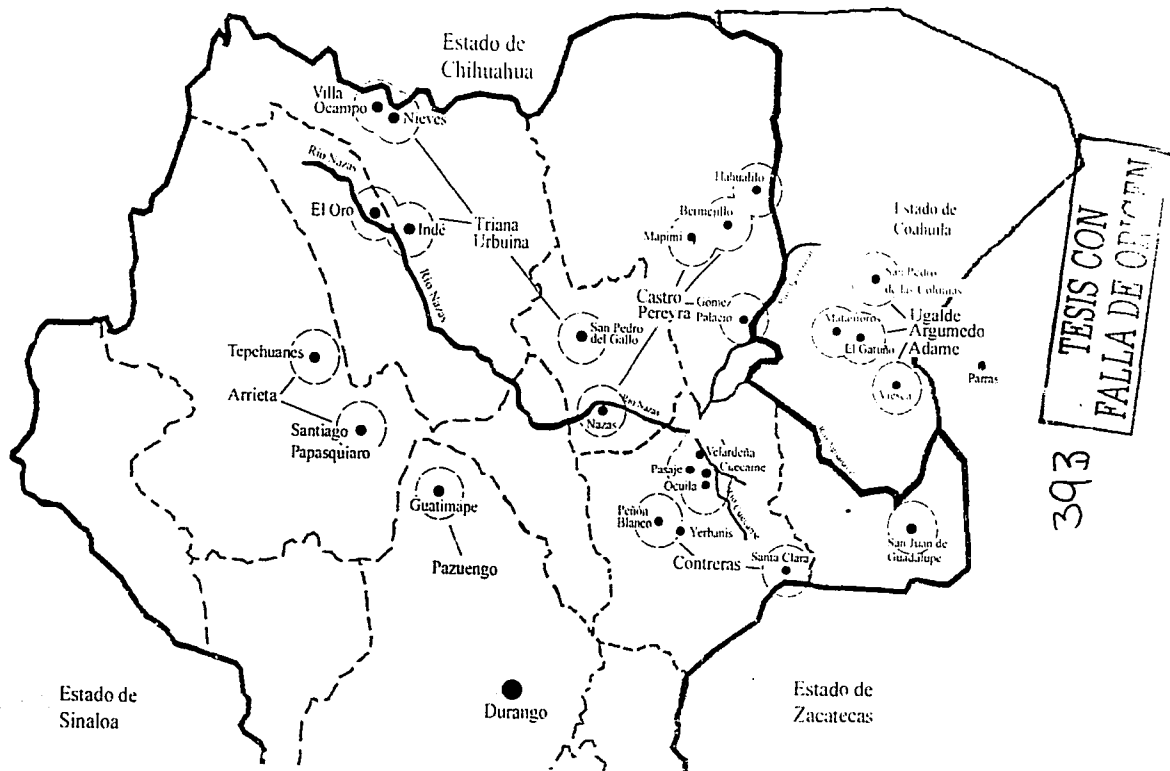 Estado de
Chihuahua
Villa
Ocampo
Nieves
Río Nazas
El Oro
Indé
Triana
Urbuina
Río Nazas
Tlahualilo
Bermejillo
Mapimí
Castro
Pereyra
Gómez
Palacio
San Pedro
del Gallo
Estado de
Coahuila
San Pedro
de las Colonias
Ugalde
Argumedo
Adame
Matamoros
El Gatuño
Viesca
Parras
Tepehuanes
Arrieta
Santiago
Papasquiaro
Río Nazas
Nazas
Guatimape
Pazuengo
Velardeña
Cuecame
Pasaje
Ocuila
Peñón
Blanco
Yerbanis
Contreras
Santa Clara
San Juan de
Guadalupe
Estado de
Sinaloa
Durango
Estado de
Zacatecas
TESIS CON
FALLA DE ORIGEN
393